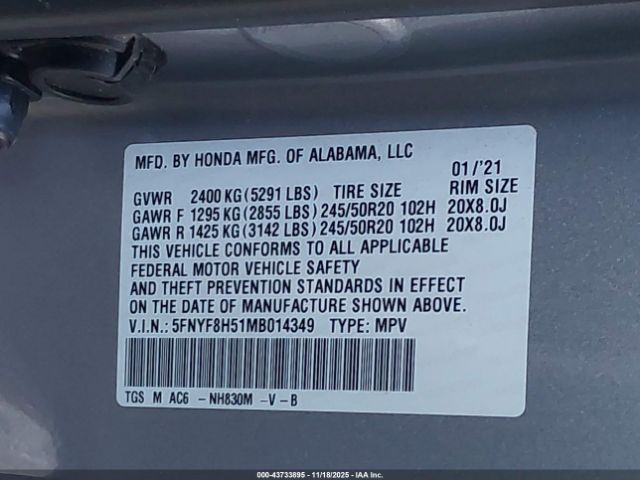 MFD. BY HONDA MFG. OF ALABAMA, LLC
01/'21
GVWR 2400 KG (5291 LBS) TIRE SIZE RIM SIZE
GAWR F 1295 KG (2855 LBS) 245/50R20 102H 20X8.0J
GAWR R 1425 KG (3142 LBS) 245/50R20 102H 20X8.0J
THIS VEHICLE CONFORMS TO ALL APPLICABLE
FEDERAL MOTOR VEHICLE SAFETY
AND THEFT PREVENTION STANDARDS IN EFFECT
ON THE DATE OF MANUFACTURE SHOWN ABOVE.
V.I.N.: 5FNYF8H51MB014349 TYPE: MPV
TGS M AC6 - NH830M - V - B
000-43733895 - 11/18/2025 - IAA Inc.